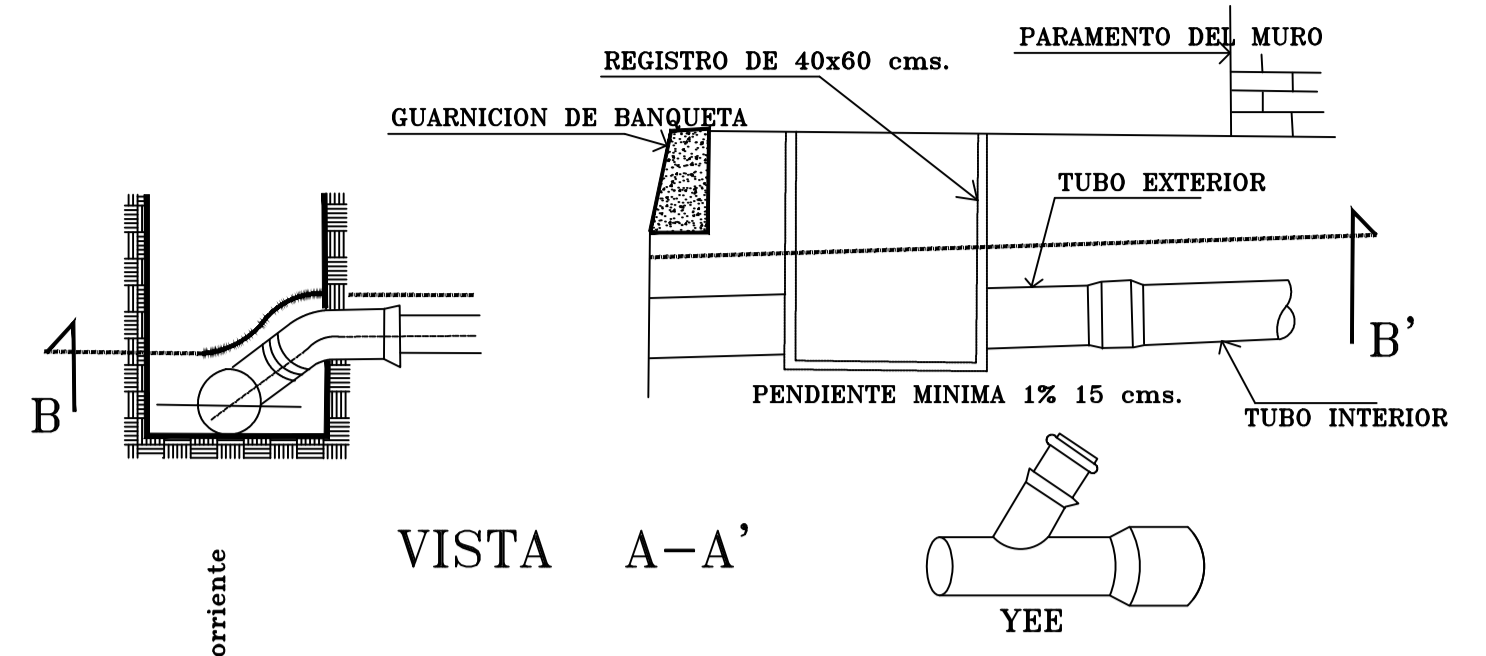 PARAMENTO DEL MURO
REGISTRO DE 40x60 cms.
GUARNICION DE BANQUETA
TUBO EXTERIOR
B
B'
PENDIENTE MINIMA 1% 15 cms.
TUBO INTERIOR
VISTA A-A'
YEE
orriente